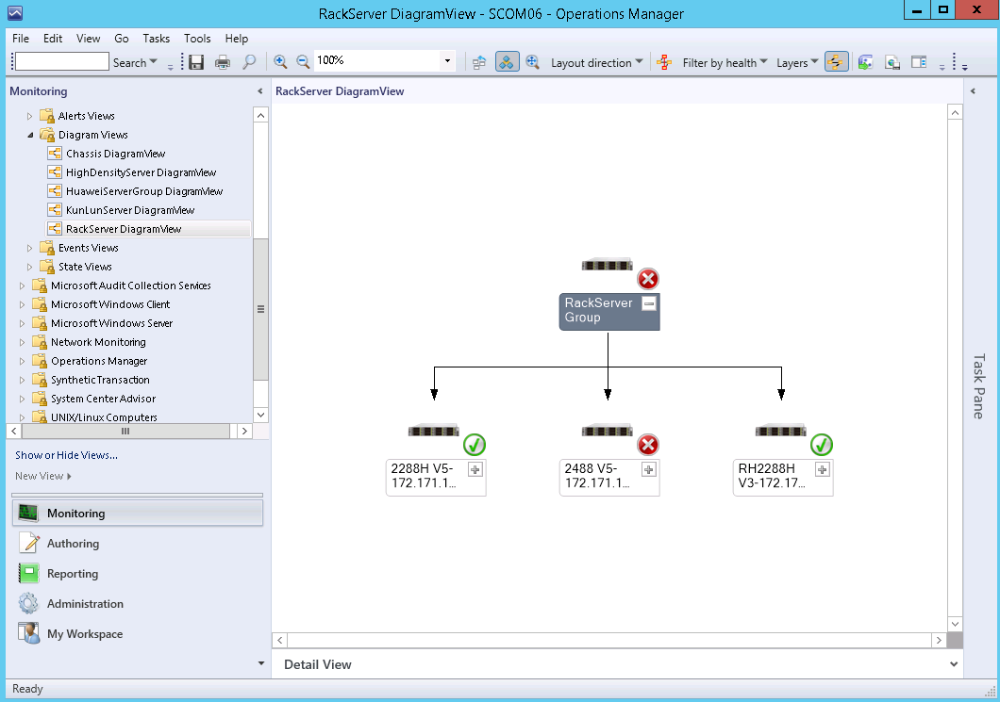 RackServer DiagramView - SCOM06 - Operations Manager
File Edit View Go Tasks Tools Help
Search 100% Layout direction Filter by health Layers
Monitoring
RackServer DiagramView
Alerts Views
Diagram Views
Chassis DiagramView
HighDensityServer DiagramView
HuaweiServerGroup DiagramView
KunLunServer DiagramView
RackServer DiagramView
Events Views
State Views
Microsoft Audit Collection Services
Microsoft Windows Client
Microsoft Windows Server
Network Monitoring
Operations Manager
Synthetic Transaction
System Center Advisor
UNIX/Linux Computers
Show or Hide Views...
New View
Monitoring
Authoring
Reporting
Administration
My Workspace
RackServer
Group
2288H V5-
172.171.1...
2488 V5-
172.171.1...
RH2288H
V3-172.17...
Task Pane
Detail View
Ready